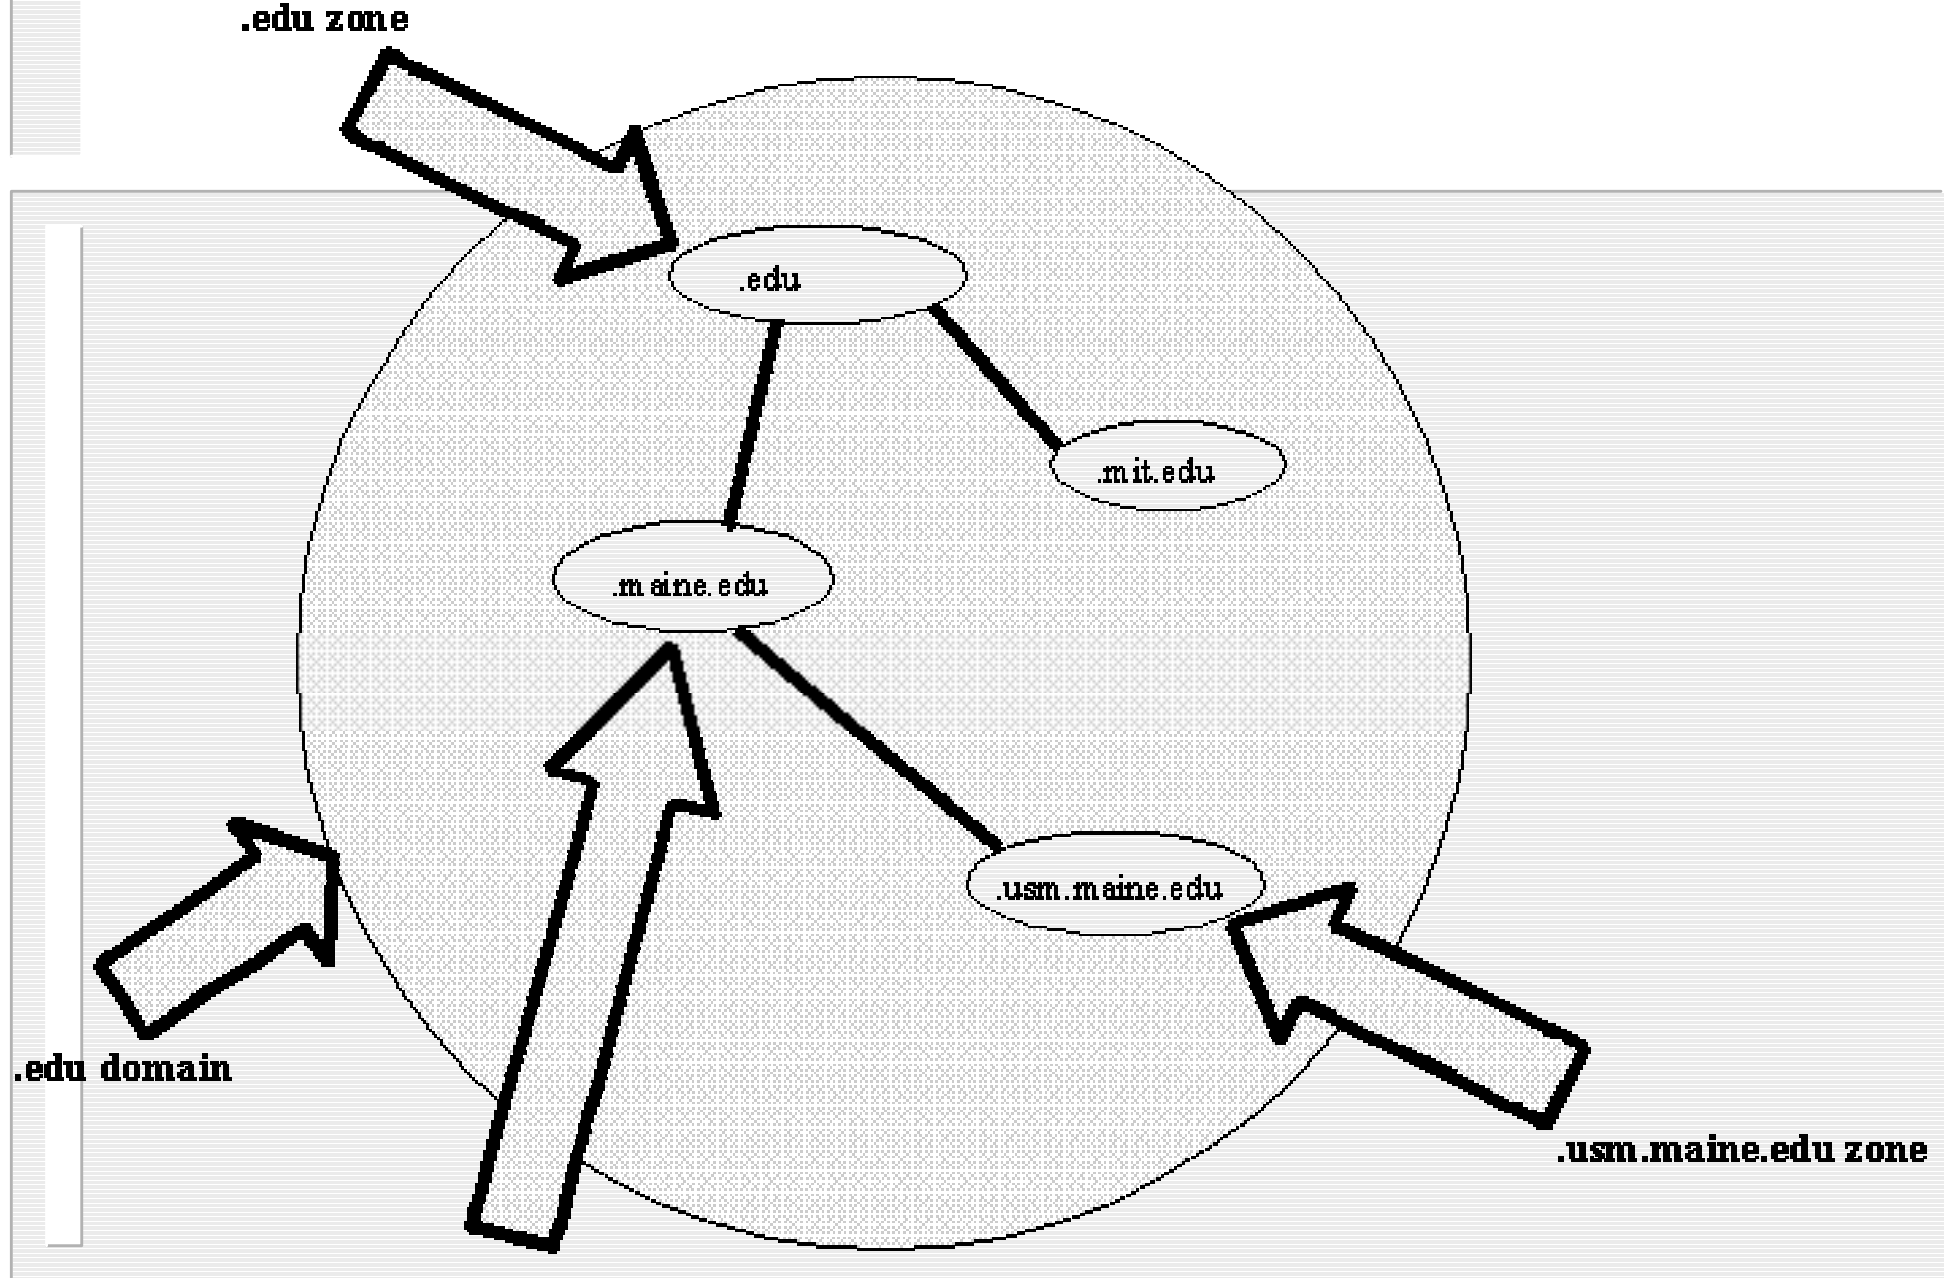 .edu zone
.edu
.mit.edu
.maine.edu
.usm.maine.edu
.edu domain
.usm.maine.edu zone